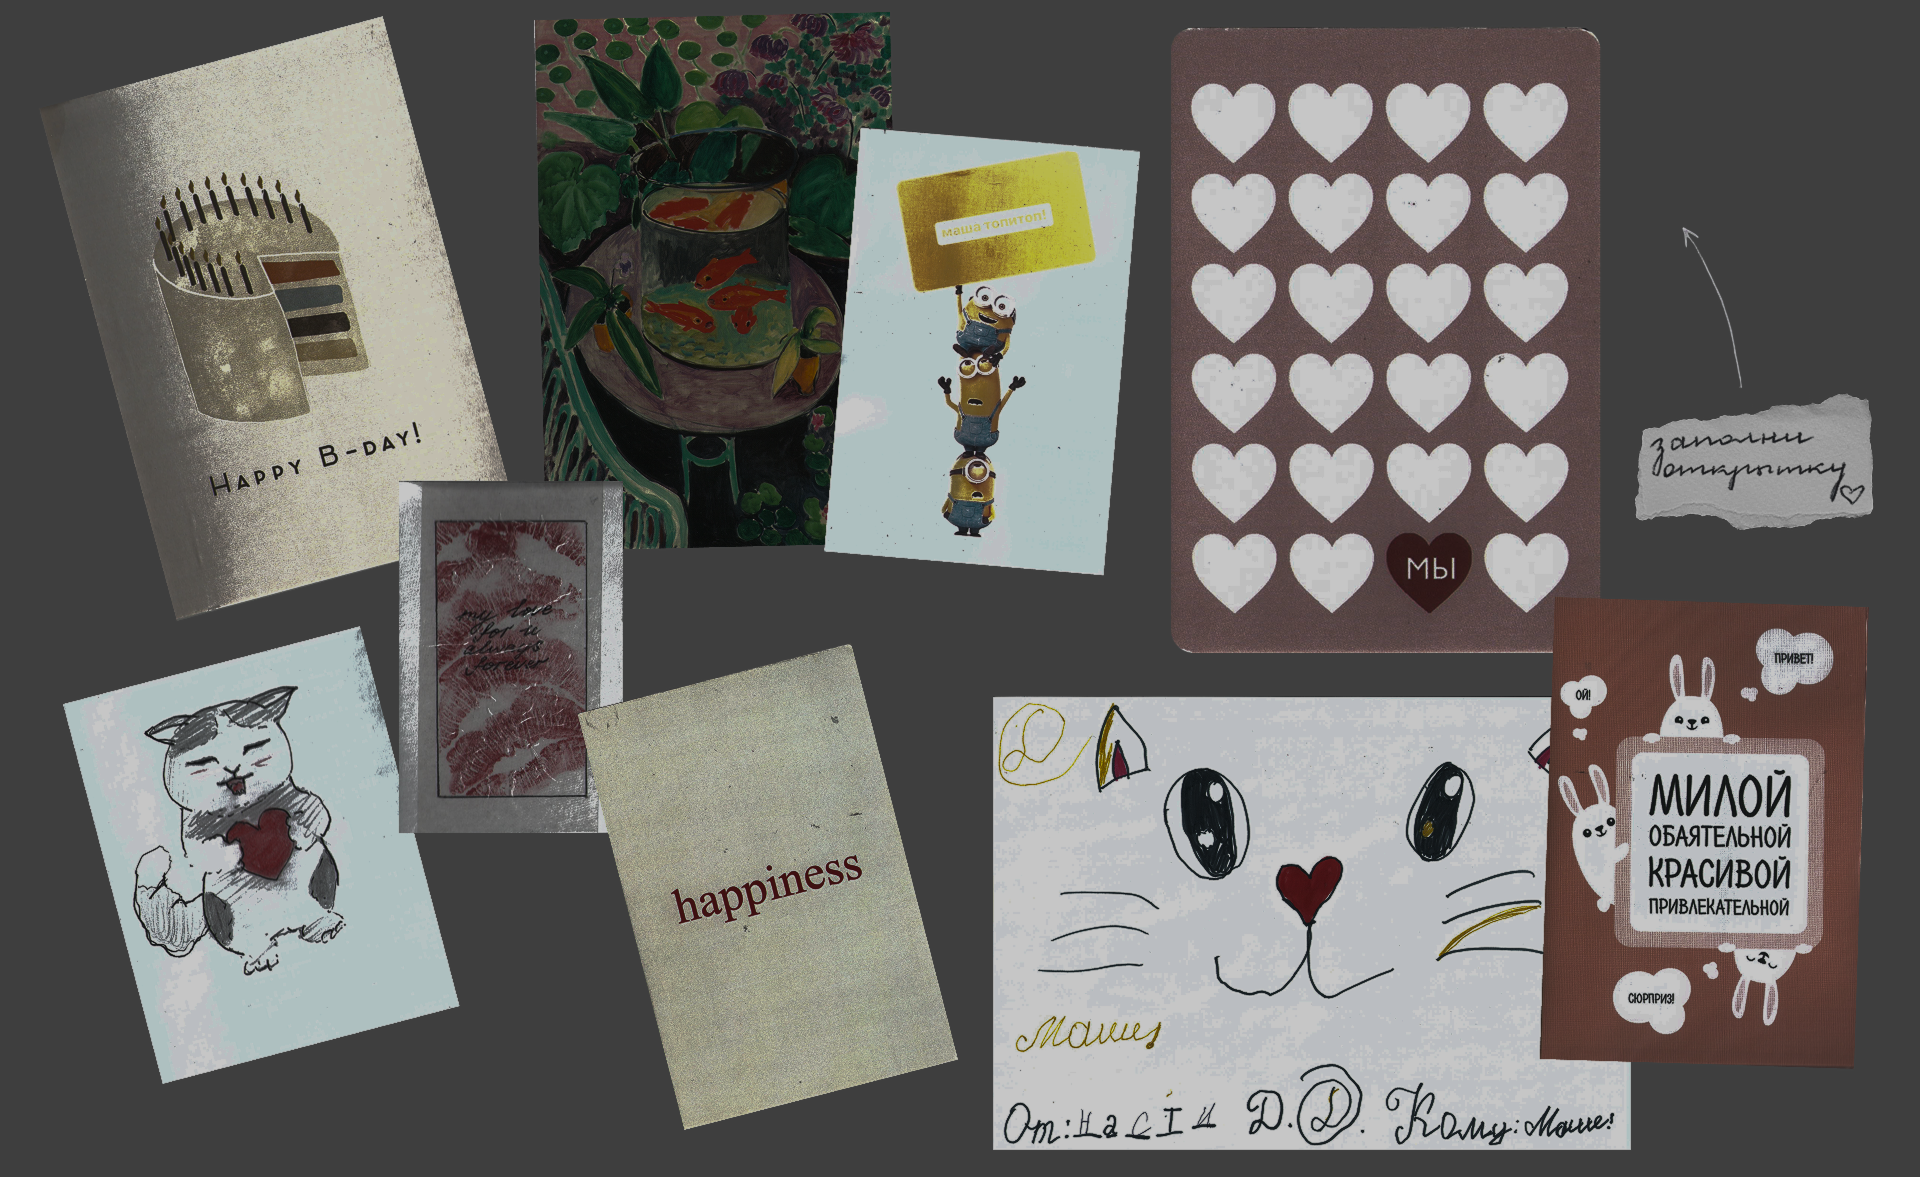 HAPPY B-DAY!
маша топитоп!
МЫ
заполни
открытку
my love
for u
always
forever
happiness
ПРИВЕТ!
ОЙ!
МИЛОЙ
ОБАЯТЕЛЬНОЙ
КРАСИВОЙ
ПРИВЛЕКАТЕЛЬНОЙ
СЮРПРИЗ!
Маше
От: Насти Д.Д. Кому: Маше!